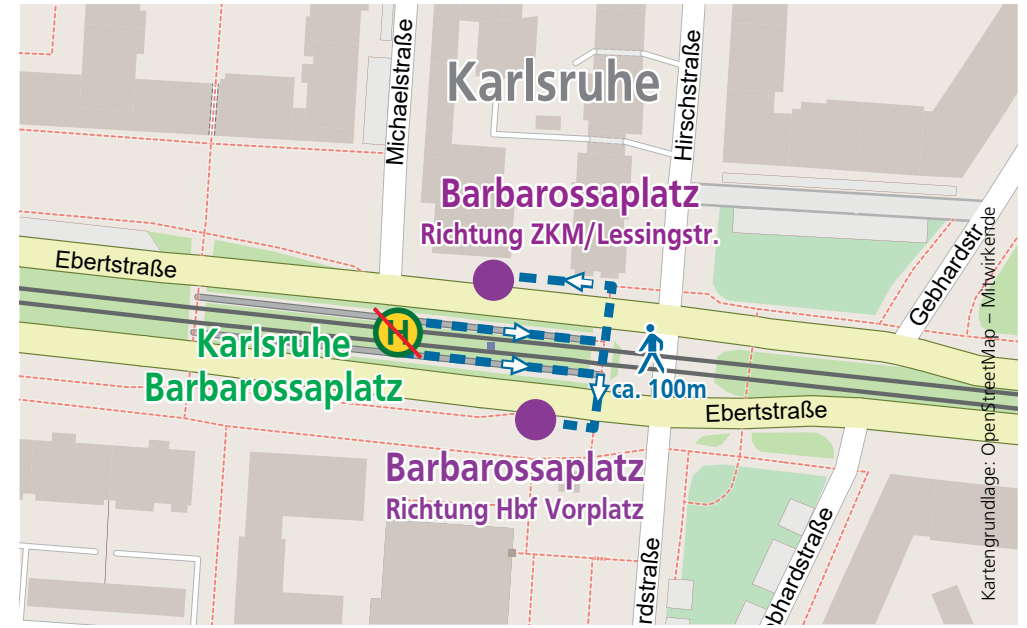 Michaelstraße
Karlsruhe
Hirschstraße
Barbarossaplatz
Richtung ZKM/Lessingstr.
Gebhardstr.
Ebertstraße
H
Karlsruhe
Barbarossaplatz
ca. 100m
Ebertstraße
Barbarossaplatz
Richtung Hbf Vorplatz
rdstraße
bhardstraße
Kartengrundlage: OpenStreetMap – Mitwirkende